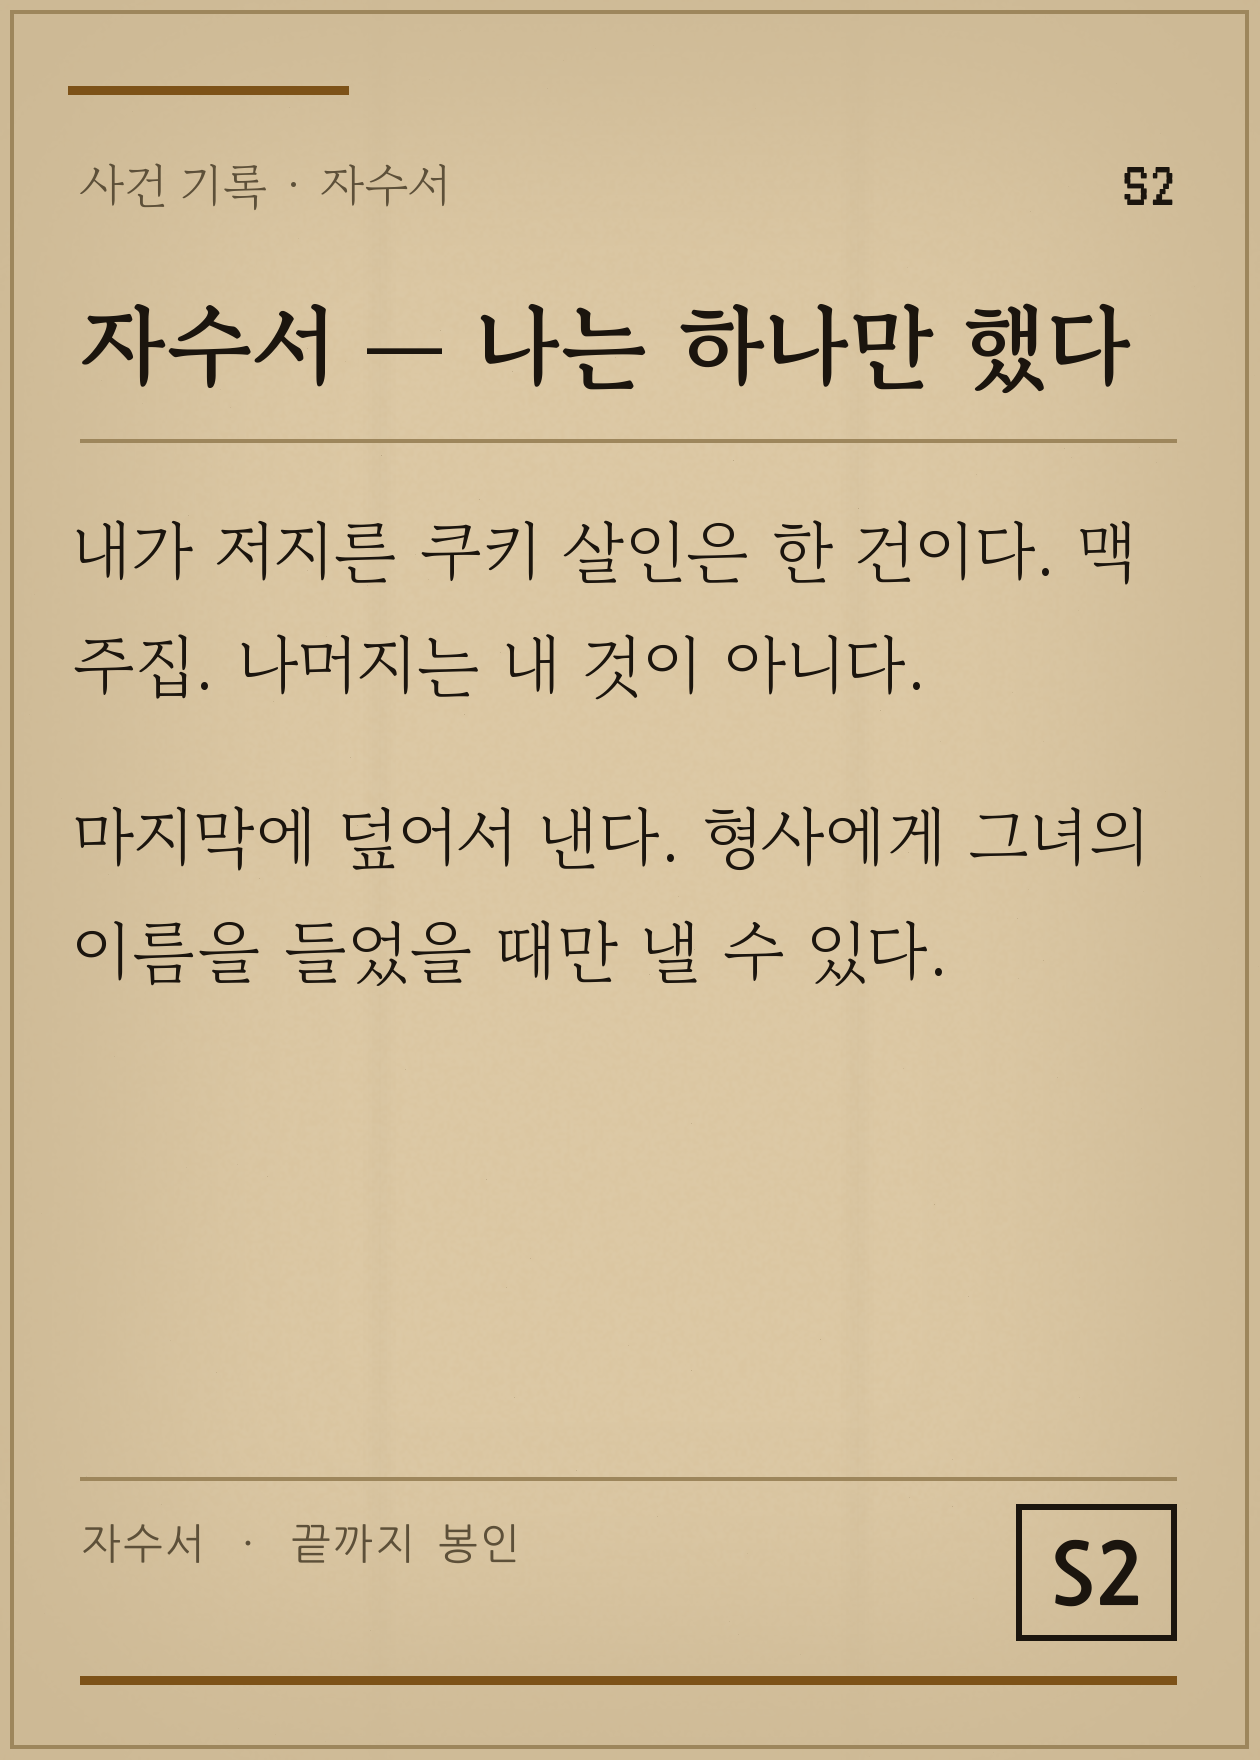 사건 기록 · 자수서
S2
자수서 — 나는 하나만 했다
내가 저지른 쿠키 살인은 한 건이다. 맥
주집. 나머지는 내 것이 아니다.
마지막에 덮어서 낸다. 형사에게 그녀의
이름을 들었을 때만 낼 수 있다.
자수서 · 끝까지 봉인
S2